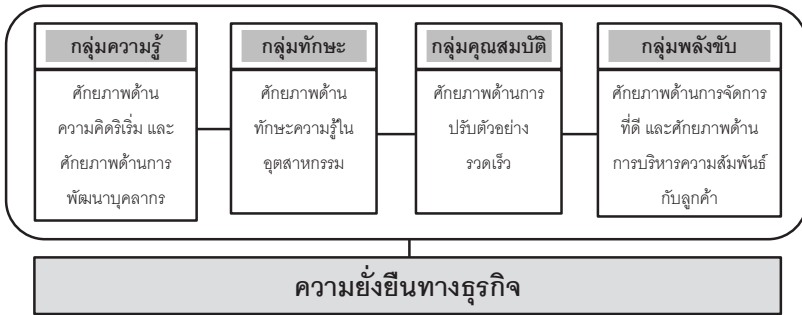 กลุ่มความรู้
ศักยภาพด้าน
ความคิดริเริ่ม และ
ศักยภาพด้านการ
พัฒนาบุคลากร
กลุ่มทักษะ
ศักยภาพด้าน
ทักษะความรู้ใน
อุตสาหกรรม
กลุ่มคุณสมบัติ
ศักยภาพด้านการ
ปรับตัวอย่าง
รวดเร็ว
กลุ่มพลังขับ
ศักยภาพด้านการจัดการ
ที่ดี และศักยภาพด้าน
การบริหารความสัมพันธ์
กับลูกค้า
ความยั่งยืนทางธุรกิจ